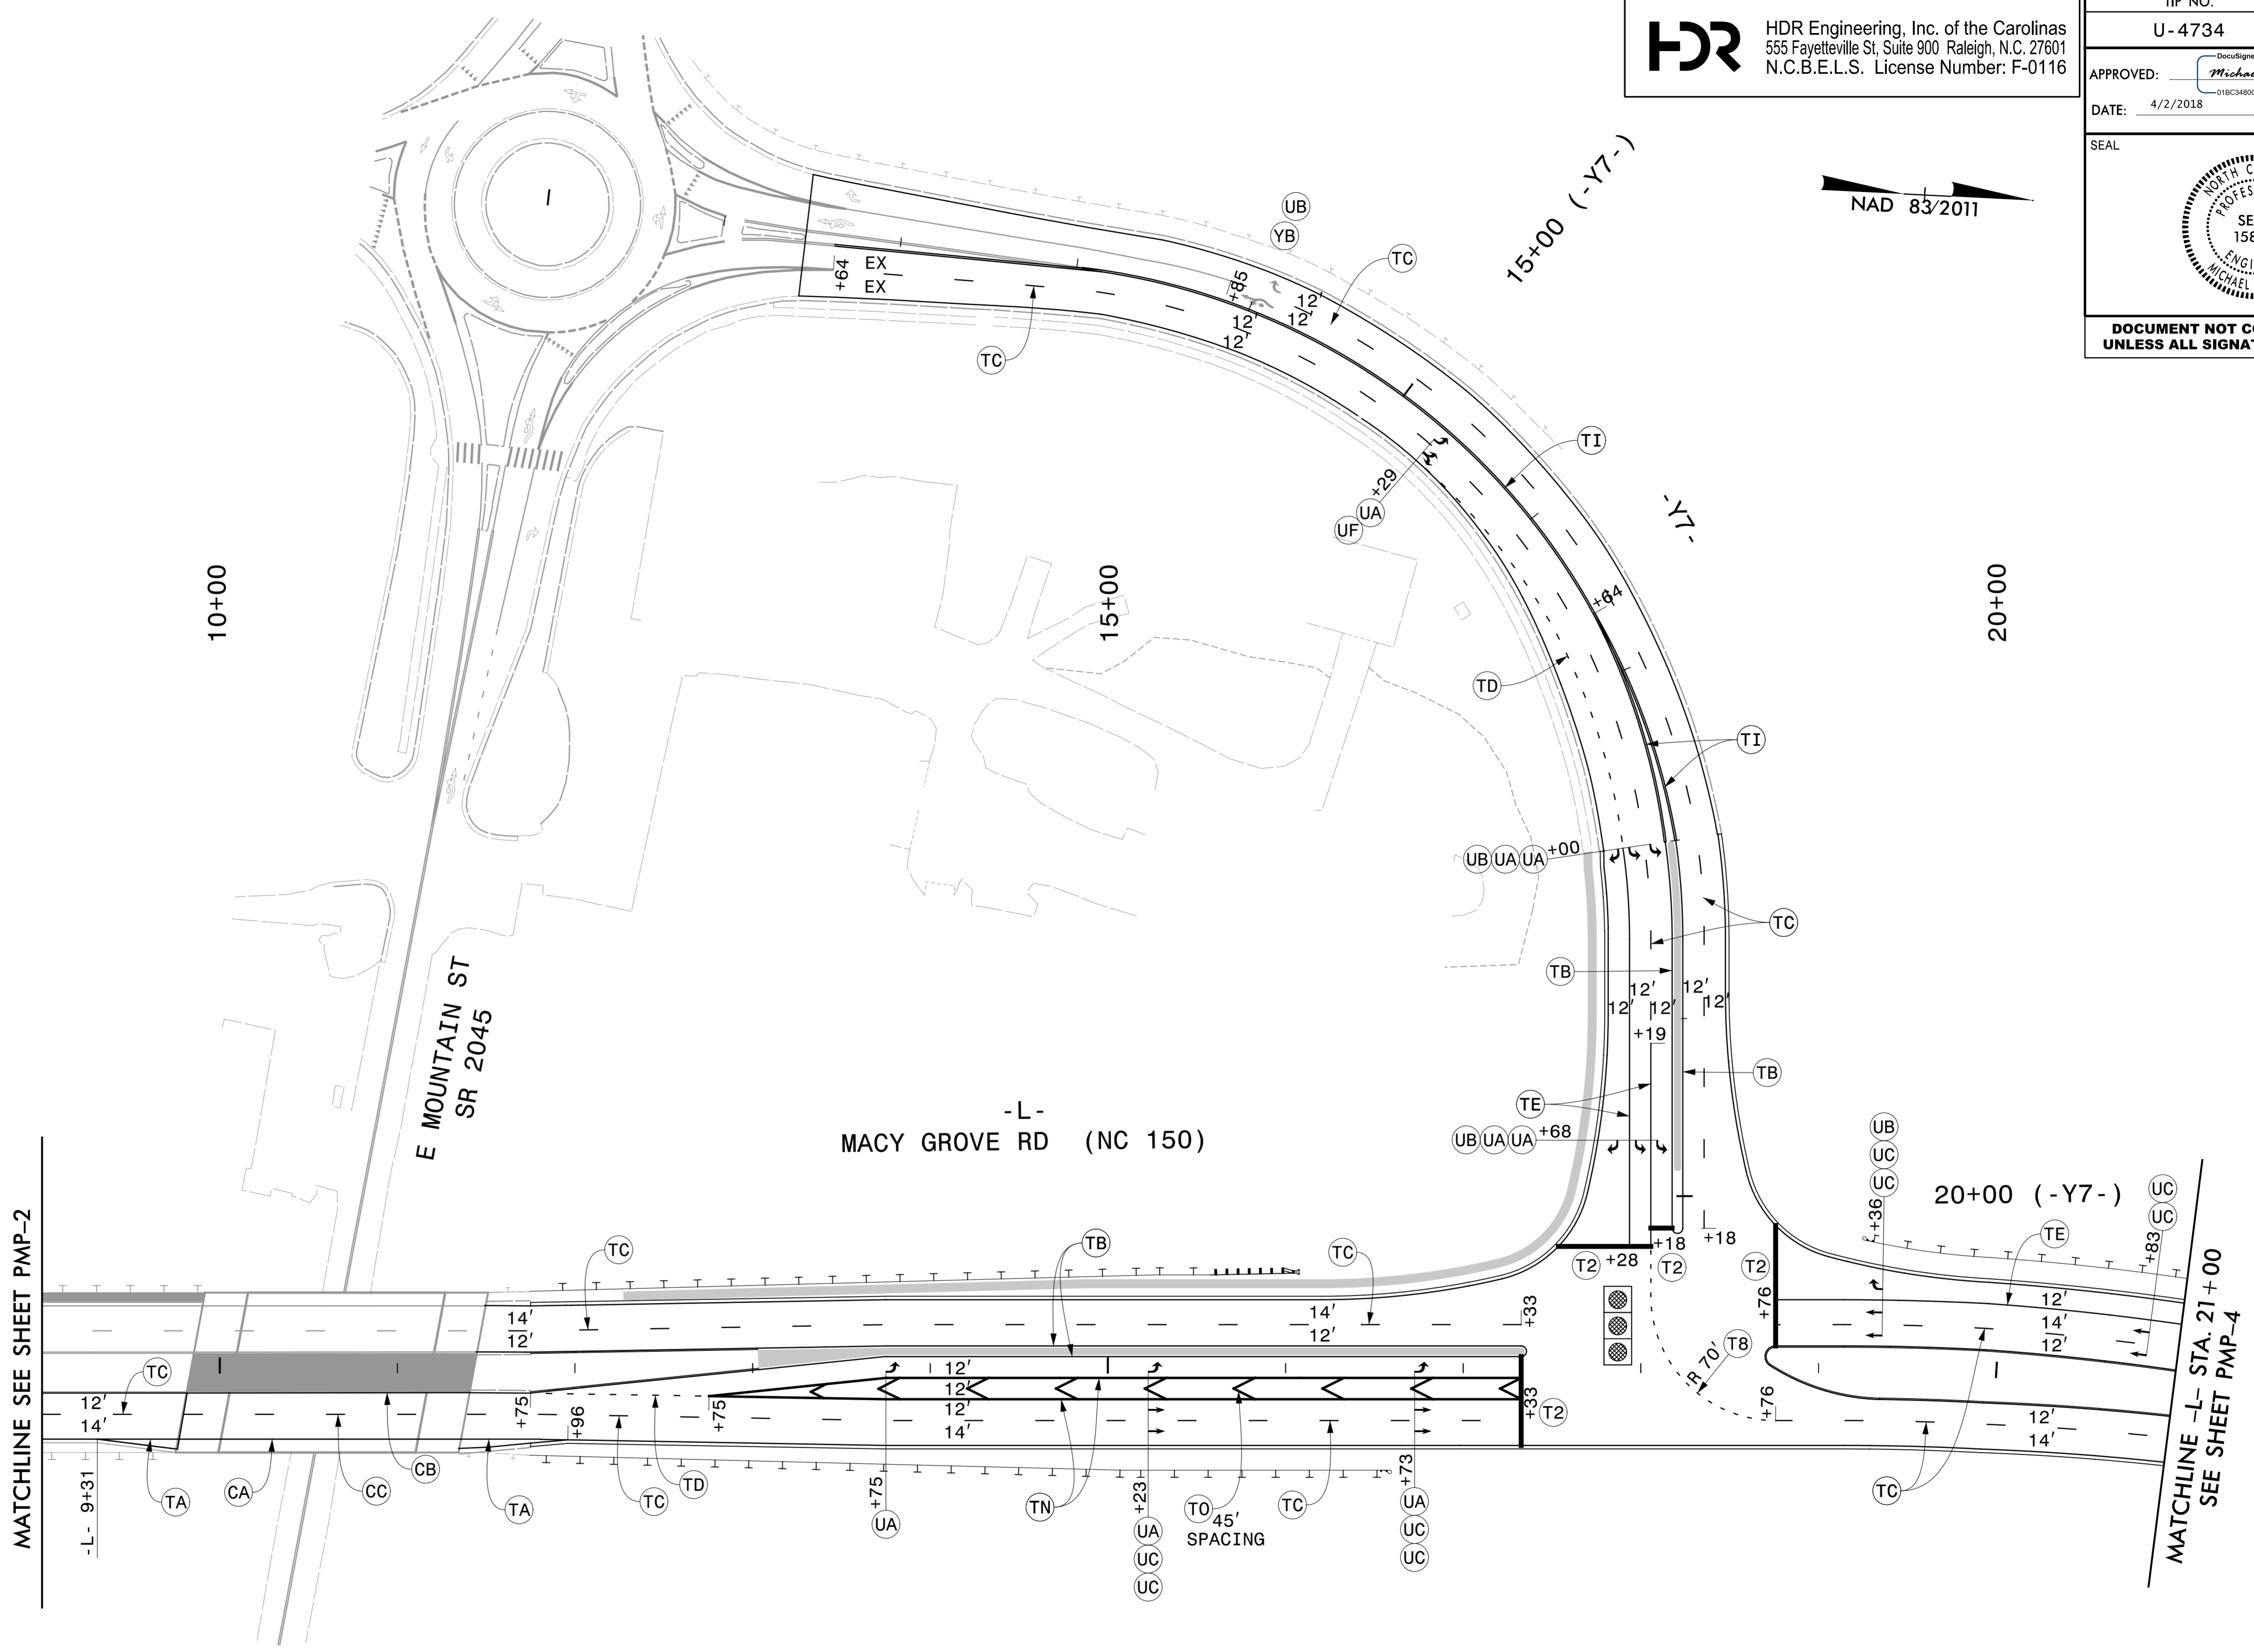 HDR
HDR Engineering, Inc. of the Carolinas
555 Fayetteville St, Suite 900 Raleigh, N.C. 27601
N.C.B.E.L.S. License Number: F-0116
TIP NO.
U-4734
APPROVED:
DATE: 4/2/2018
SEAL
DOCUMENT NOT
UNLESS ALL
NAD 83/2011
15+00 (-Y7-)
UB
YB
TC
+64
EX
EX
+85
12'
12'
12'
12'
TC
TI
+29
UA
UF
-Y7-
+64
10+00
15+00
20+00
TD
TI
UB UA UA +00
TC
TB
12'
12'
12'
12'
12'
+19
TB
TE
UB UA UA +68
E MOUNTAIN ST
SR 2045
-L-
MACY GROVE RD (NC 150)
+18
+18
+28
T2
T2
T2
+76
UB
UC
UC
+36
20+00 (-Y7-)
TE
UC
UC
+83
MATCHLINE SEE SHEET PMP-2
MATCHLINE -L- STA. 21+00
SEE SHEET PMP-4
TC
TB
TC
14'
12'
14'
12'
+33
12'
14'
12'
R 70'
T8
TC
12'
14'
+75
+96
+75
12'
12'
12'
14'
+33
T2
+76
12'
14'
-L- 9+31
TA
CA
CC
CB
TA
TC
TD
+75
UA
TN
+23
UA
UC
UC
TO
45'
SPACING
TC
+73
UA
UC
UC
TC